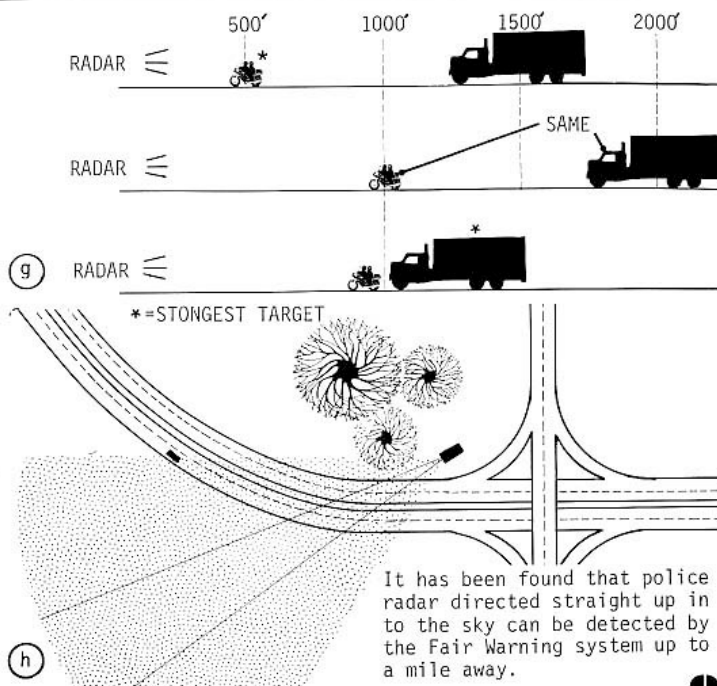 500' 1000' 1500' 2000'
RADAR *
RADAR SAME
*
g RADAR
*=STONGEST TARGET
It has been found that police
radar directed straight up in
to the sky can be detected by
the Fair Warning system up to
a mile away.
h